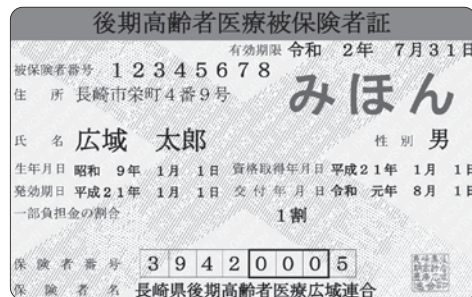 後期高齢者医療被保険者証
有効期限 令和 2年 7月31日
被保険者番号 12345678
住所 長崎市栄町4番9号
みほん
氏名 広域 太郎 性別 男
生年月日 昭和 9年 1月 1日 資格取得年月日 平成21年 1月 1日
発効期日 平成21年 1月 1日 交付年月日 令和 元年 8月 1日
一部負担金の割合 1割
保険者番号 39420005
保険者名 長崎県後期高齢者医療広域連合